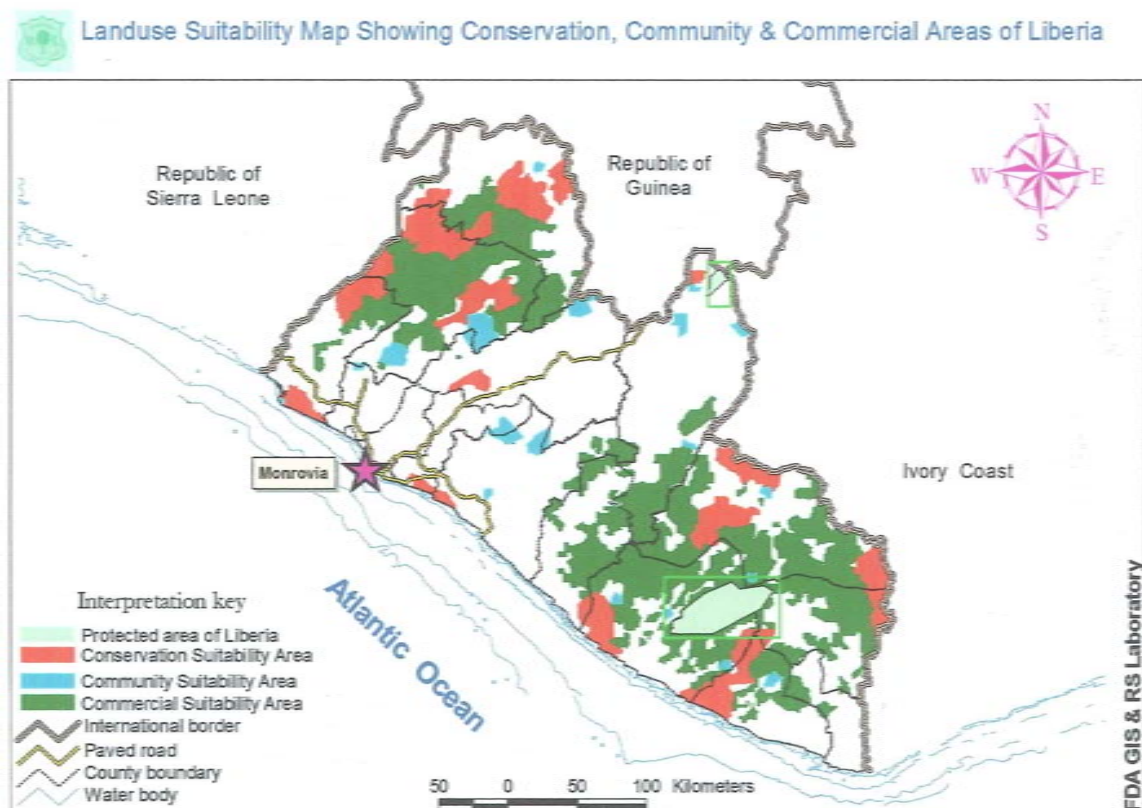 Landuse Suitability Map Showing Conservation, Community & Commercial Areas of Liberia
Republic of
Sierra Leone
Republic of
Guinea
N
W
E
S
Ivory Coast
Monrovia
Atlantic Ocean
Interpretation key
Protected area of Liberia
Conservation Suitability Area
Community Suitability Area
Commercial Suitability Area
International border
Paved road
County boundary
Water body
50 0 50 100 Kilometers
FDA GIS & RS Laboratory